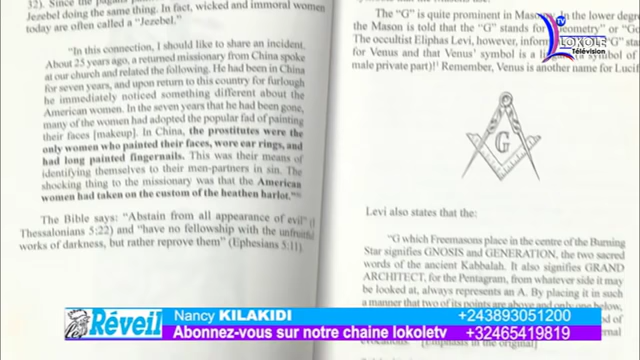 32). Since the
Jezebel doing the same thing. In fact, wicked and immoral women
today are often called a "Jezebel."
"In this connection, I should like to share an incident.
About 25 years ago, a returned missionary from China spoke
at our church and related the following. He had been in China
for seven years, and upon return to this country for furlough
he immediately noticed something different about the
American women. In the seven years that he had been gone,
many of the women had adopted the popular fad of painting
their faces [makeup]. In China, the prostitutes were the
only women who painted their faces, wore ear rings, and
had long painted fingernails. This was their means of
identifying themselves to their men-partners in sin. The
shocking thing to the missionary was that the American
women had taken on the custom of the heathen harlot."
The Bible says: "Abstain from all appearance of evil" (I
Thessalonians 5:22) and "have no fellowship with the unfruitful
works of darkness, but rather reprove them" (Ephesians 5:11).
The "G" is quite prominent in Mason In the lower degre
the Mason is told that the "G" stands for
The occultist Eliphas Levi, however, infor "G"
for Venus and that Venus' symbol is a (a symbol of
male private part)! Remember, Venus is another name for Lucif
G
Levi also states that the:
"G which Freemasons place in the centre of the Burning
Star signifies GNOSIS and GENERATION, the two sacred
words of the ancient Kabbalah. It also signifies GRAND
ARCHITECT, for the Pentagram, from whatever side it may
be looked at, always represents an A. By placing it in such
a manner that two of its points are above and only one below,
[Emphasis in the original]
TV
LOKOLE
Télévision
Réveil
Nancy KILAKIDI
+243893051200
Abonnez-vous sur notre chaine lokoletv
+32465419819